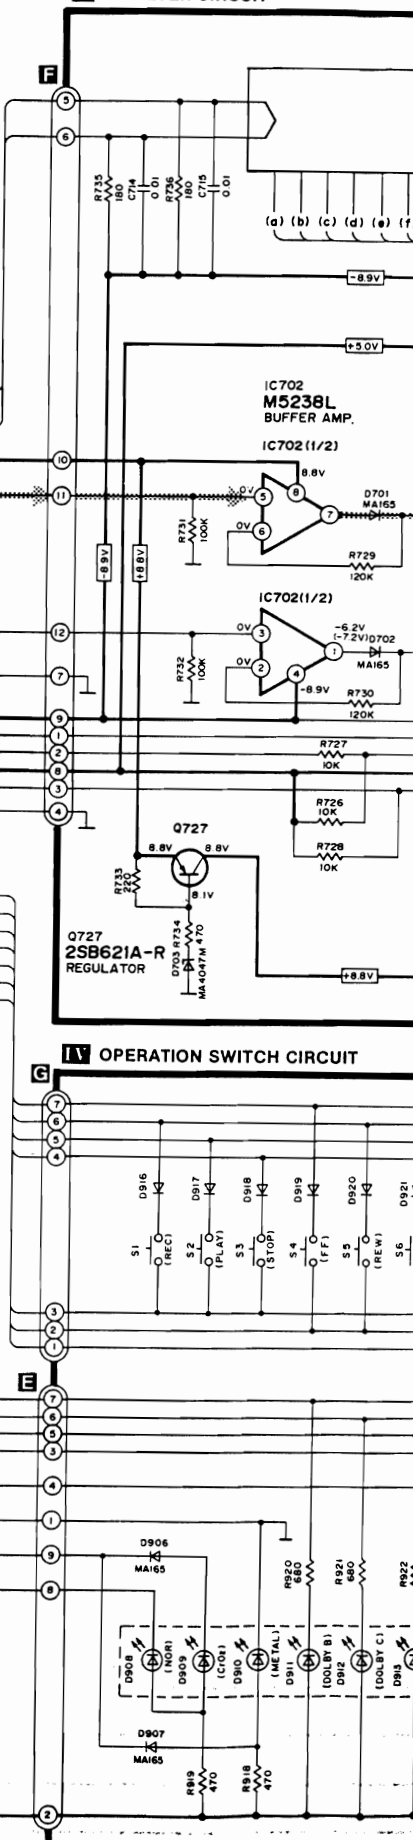 F
5
6
R735
180
C714
0.01
R736
180
C715
0.01
(a) (b) (c) (d) (e) (f
-8.9V
+5.0V
IC702
M5238L
BUFFER AMP.
IC702(1/2)
10
8.8V
11
0V
5
8
7
6
0V
D701
MA165
R731
100K
R729
120K
-8.9V
+8.8V
IC702(1/2)
12
0V
3
0V
2
1
4
-6.2V
(-7.2V)
D702
MA165
R732
100K
7
-8.9V
R730
120K
9
1
2
8
3
4
R727
10K
R726
10K
R728
10K
Q727
8.8V
8.8V
R733
220
8.1V
R734
470
D703
MA4047M
Q727
2SB621A-R
REGULATOR
+8.8V
IV OPERATION SWITCH CIRCUIT
G
7
6
5
4
D916
D917
D918
D919
D920
D921
S1
(REC)
S2
(PLAY)
S3
(STOP)
S4
(FF)
S5
(REW)
S6
3
2
1
E
7
6
5
3
4
1
9
8
D906
MA165
R920
680
R921
680
R922
D908
(NOR)
D909
(CrO2)
D910
(METAL)
D911
(DOLBY B)
D912
(DOLBY C)
D913
D907
MA165
R919
470
R918
470
2